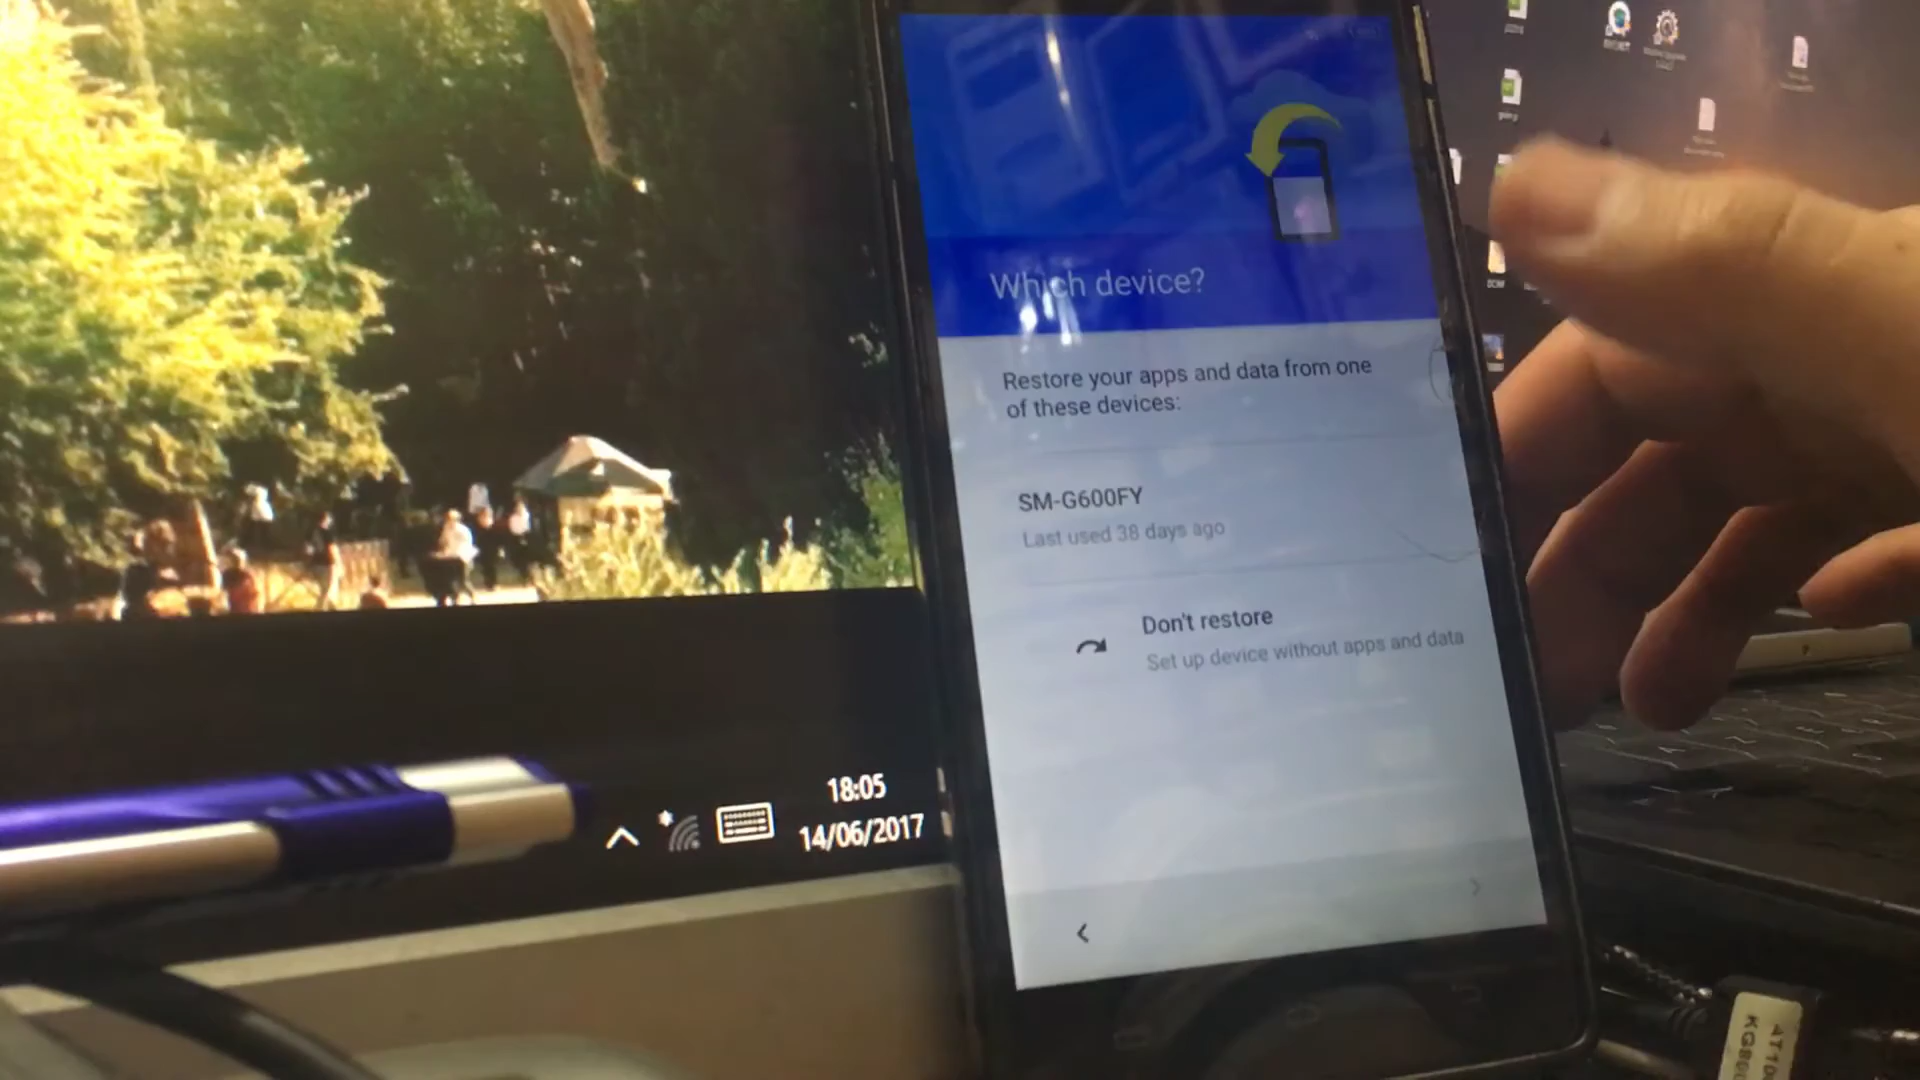 Which device?
Restore your apps and data from one
of these devices:
SM-G600FY
Last used 38 days ago
Don't restore
Set up device without apps and data
18:05
14/06/2017